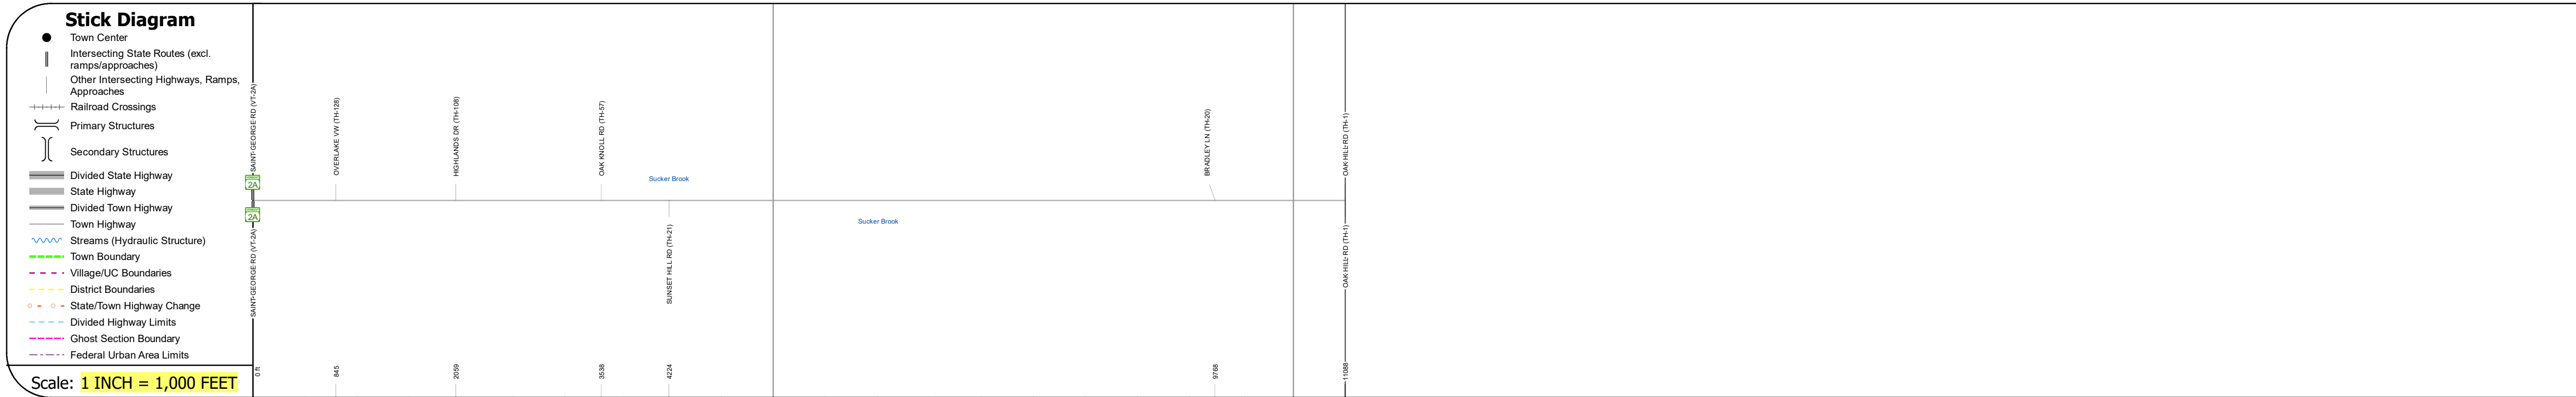 Stick Diagram
Town Center
Intersecting State Routes (excl.
ramps/approaches)
Other Intersecting Highways, Ramps,
Approaches
Railroad Crossings
Primary Structures
Secondary Structures
Divided State Highway
State Highway
Divided Town Highway
Town Highway
Streams (Hydraulic Structure)
Town Boundary
Village/UC Boundaries
District Boundaries
State/Town Highway Change
Divided Highway Limits
Ghost Section Boundary
Federal Urban Area Limits
Scale: 1 INCH = 1,000 FEET
SAINT GEORGE RD (VT-2A)
2A
2A
SAINT GEORGE RD (VT-2A)
0 ft
OVERLAKE VW (TH-128)
845
HIGHLANDS DR (TH-108)
2059
OAK KNOLL RD (TH-57)
3538
Sucker Brook
SUNSET HILL RD (TH-21)
4224
Sucker Brook
BRADLEY LN (TH-20)
9768
OAK HILL RD (TH-1)
OAK HILL RD (TH-1)
11088